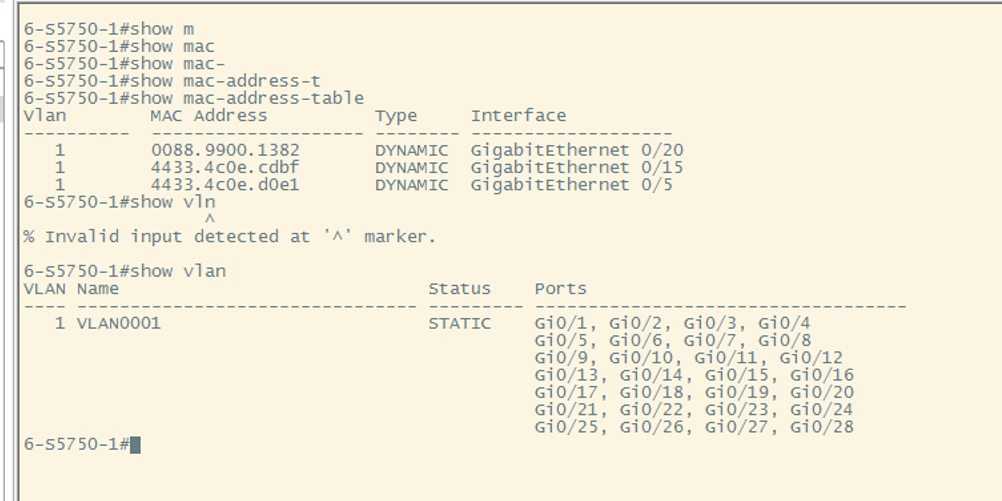 6-S5750-1#show m
6-S5750-1#show mac
6-S5750-1#show mac-
6-S5750-1#show mac-address-t
6-S5750-1#show mac-address-table
Vlan        MAC Address          Type     Interface
----------  -------------------- -------- -------------------
   1        0088.9900.1382       DYNAMIC  GigabitEthernet 0/20
   1        4433.4c0e.cdbf       DYNAMIC  GigabitEthernet 0/15
   1        4433.4c0e.d0e1       DYNAMIC  GigabitEthernet 0/5
6-S5750-1#show vln
                 ^
% Invalid input detected at '^' marker.
6-S5750-1#show vlan
VLAN Name                             Status    Ports
---- -------------------------------- --------- -----------------------------------
   1 VLAN0001                         STATIC    Gi0/1, Gi0/2, Gi0/3, Gi0/4
                                                Gi0/5, Gi0/6, Gi0/7, Gi0/8
                                                Gi0/9, Gi0/10, Gi0/11, Gi0/12
                                                Gi0/13, Gi0/14, Gi0/15, Gi0/16
                                                Gi0/17, Gi0/18, Gi0/19, Gi0/20
                                                Gi0/21, Gi0/22, Gi0/23, Gi0/24
                                                Gi0/25, Gi0/26, Gi0/27, Gi0/28
6-S5750-1#